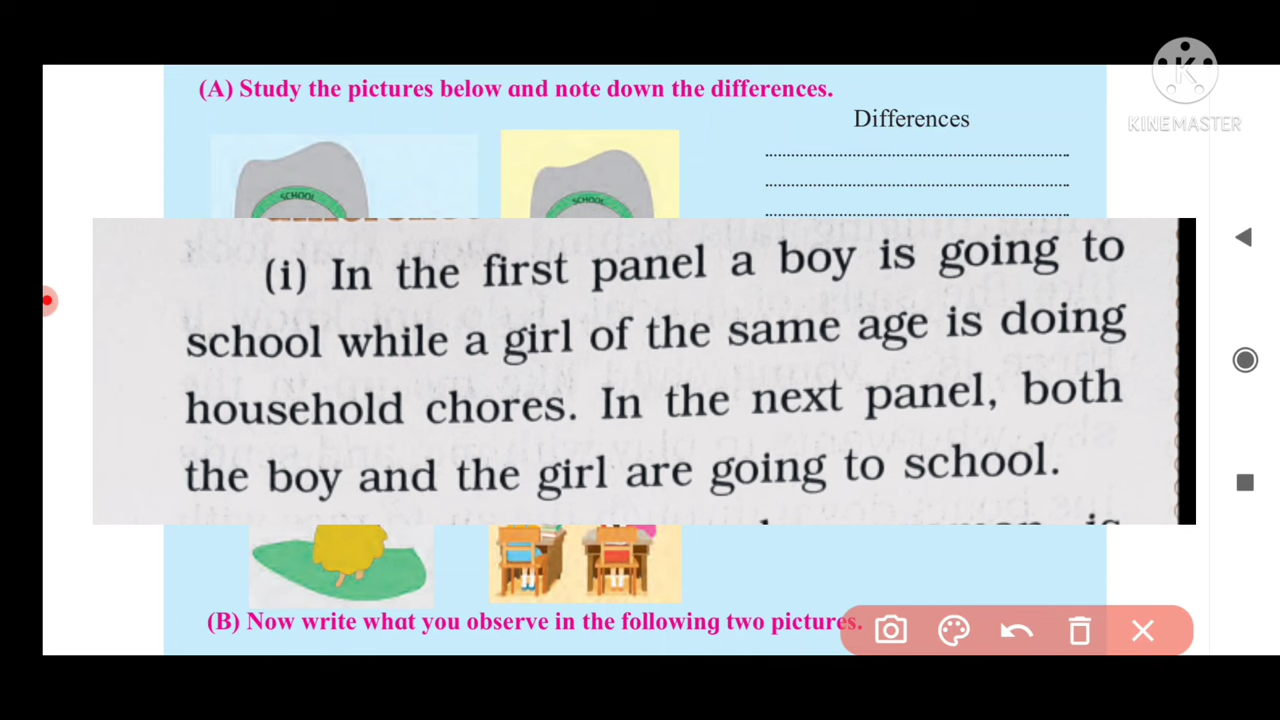 (A) Study the pictures below and note down the differences.
Differences
SCHOOL
SCHOOL
(i) In the first panel a boy is going to
school while a girl of the same age is doing
household chores. In the next panel, both
the boy and the girl are going to school.
(B) Now write what you observe in the following two pictures.
K
KINEMASTER